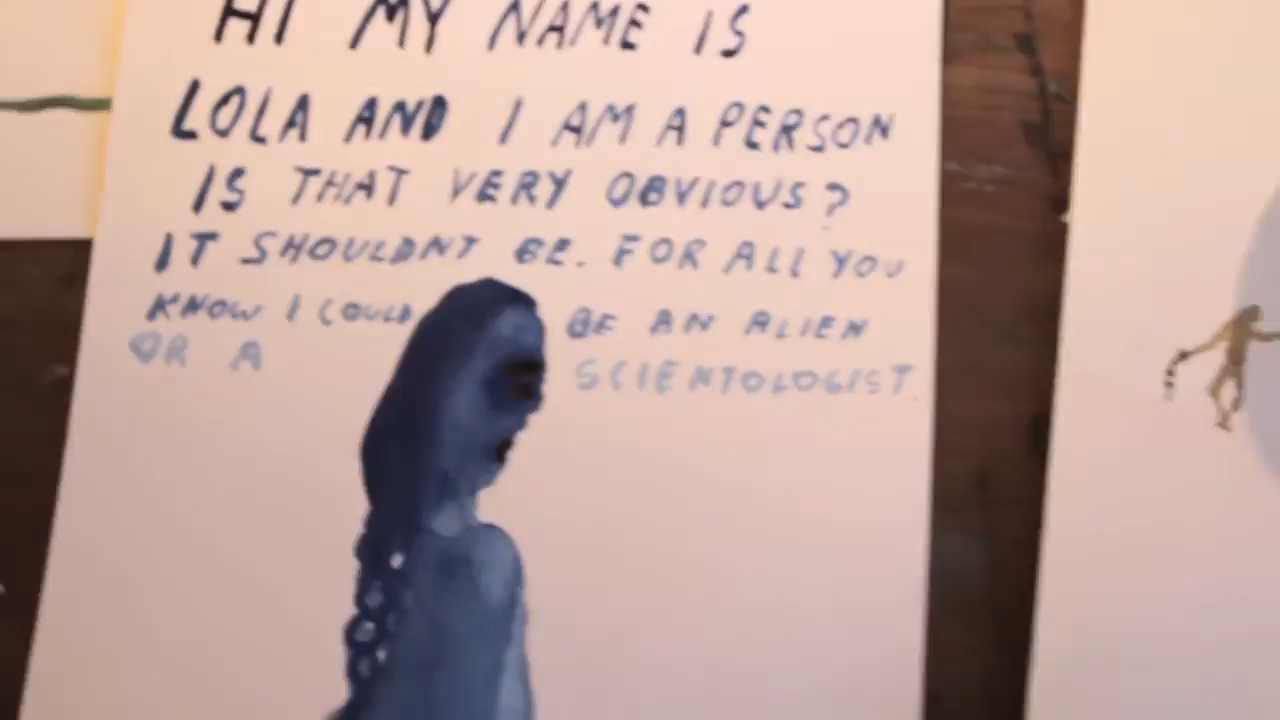 HI MY NAME IS
LOLA AND I AM A PERSON
IS THAT VERY OBVIOUS?
IT SHOULDNT BE. FOR ALL YOU
KNOW I COULD BE AN ALIEN
OR A SCIENTOLOGIST.